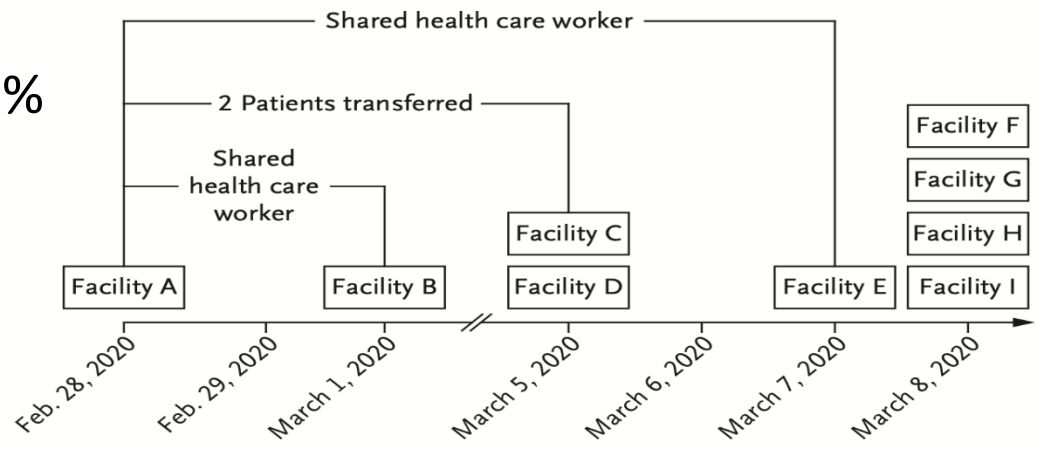 Shared health care worker
%
2 Patients transferred
Shared
health care
worker
Facility F
Facility G
Facility C
Facility H
Facility A
Facility B
Facility D
Facility E
Facility I
Feb. 28, 2020
Feb. 29, 2020
March 1, 2020
March 5, 2020
March 6, 2020
March 7, 2020
March 8, 2020